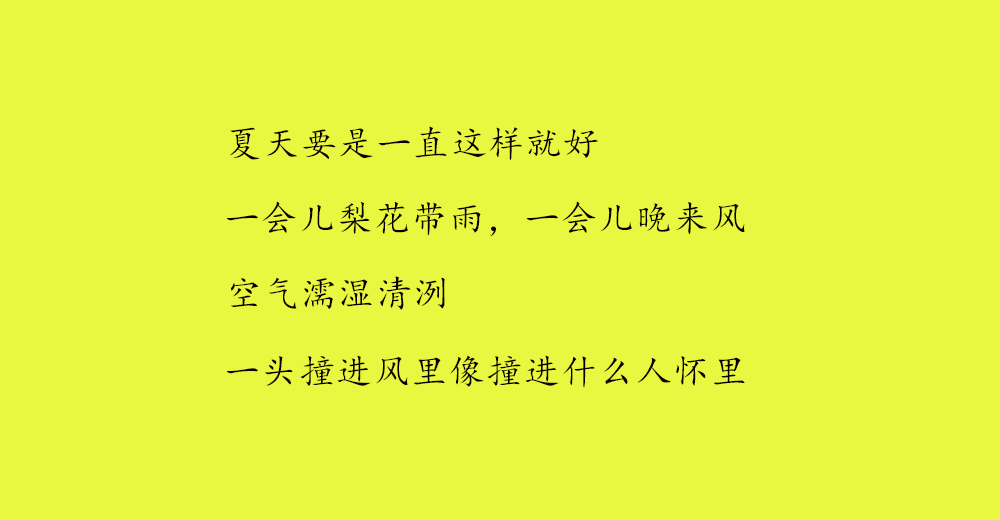 夏天要是一直这样就好
一会儿梨花带雨，一会儿晚来风
空气濡湿清洌
一头撞进风里像撞进什么人怀里